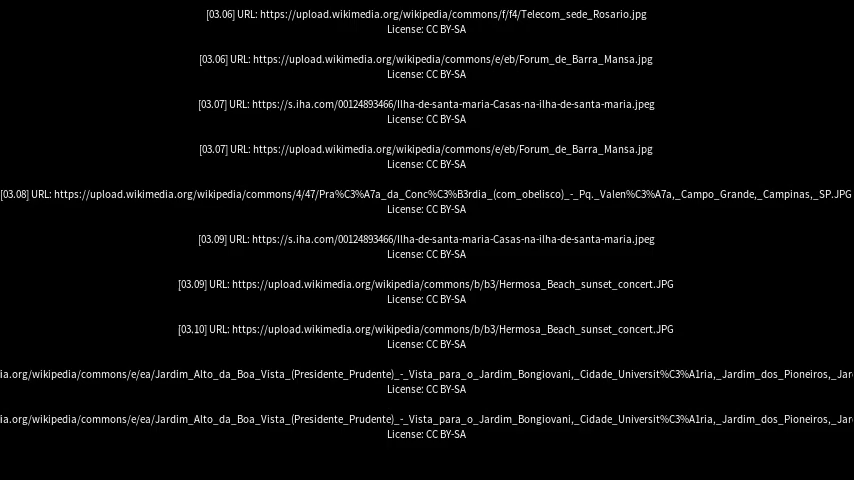 [03.06] URL: https://upload.wikimedia.org/wikipedia/commons/f/f4/Telecom_sede_Rosario.jpg
License: CC BY-SA
[03.06] URL: https://upload.wikimedia.org/wikipedia/commons/e/eb/Forum_de_Barra_Mansa.jpg
License: CC BY-SA
[03.07] URL: https://s.iha.com/00124893466/Ilha-de-santa-maria-Casas-na-ilha-de-santa-maria.jpeg
License: CC BY-SA
[03.07] URL: https://upload.wikimedia.org/wikipedia/commons/e/eb/Forum_de_Barra_Mansa.jpg
License: CC BY-SA
[03.08] URL: https://upload.wikimedia.org/wikipedia/commons/4/47/Pra%C3%A7a_da_Conc%C3%B3rdia_(com_obelisco)_-_Pq._Valen%C3%A7a,_Campo_Grande,_Campinas,_SP.JPG
License: CC BY-SA
[03.09] URL: https://s.iha.com/00124893466/Ilha-de-santa-maria-Casas-na-ilha-de-santa-maria.jpeg
License: CC BY-SA
[03.09] URL: https://upload.wikimedia.org/wikipedia/commons/b/b3/Hermosa_Beach_sunset_concert.JPG
License: CC BY-SA
[03.10] URL: https://upload.wikimedia.org/wikipedia/commons/b/b3/Hermosa_Beach_sunset_concert.JPG
License: CC BY-SA
ia.org/wikipedia/commons/e/ea/Jardim_Alto_da_Boa_Vista_(Presidente_Prudente)_-_Vista_para_o_Jardim_Bongiovani,_Cidade_Universit%C3%A1ria,_Jardim_dos_Pioneiros,_Jar
License: CC BY-SA
ia.org/wikipedia/commons/e/ea/Jardim_Alto_da_Boa_Vista_(Presidente_Prudente)_-_Vista_para_o_Jardim_Bongiovani,_Cidade_Universit%C3%A1ria,_Jardim_dos_Pioneiros,_Jar
License: CC BY-SA